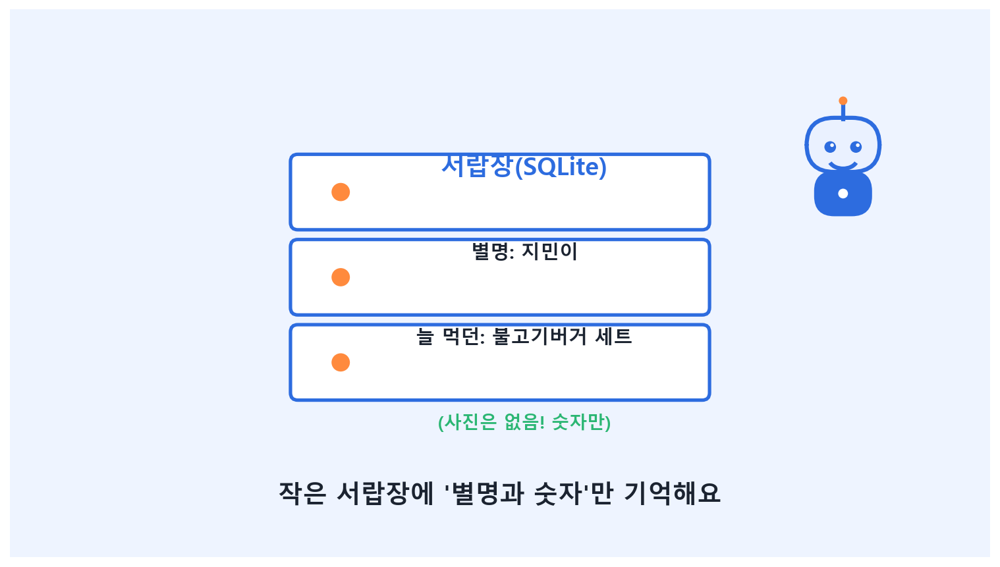 서랍장(SQLite)
별명: 지민이
늘 먹던: 불고기버거 세트
(사진은 없음! 숫자만)
작은 서랍장에 '별명과 숫자'만 기억해요